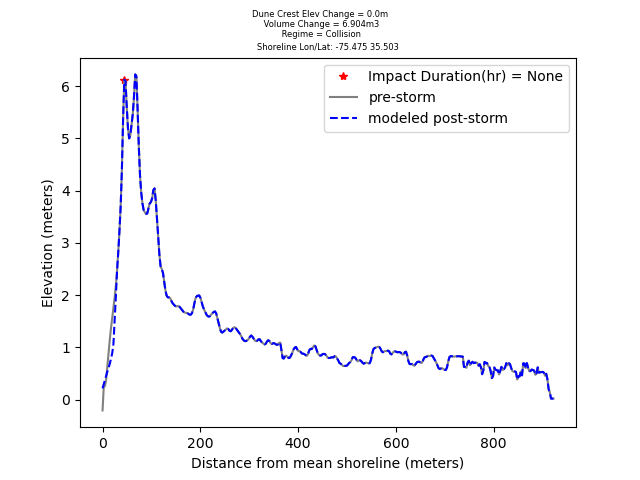 Dune Crest Elev Change = 0.0m
Volume Change = 6.904m3
Regime = Collision
Shoreline Lon/Lat: -75.475 35.503
Impact Duration(hr) = None
pre-storm
modeled post-storm
6
5
4
3
2
1
0
Elevation (meters)
0 200 400 600 800
Distance from mean shoreline (meters)